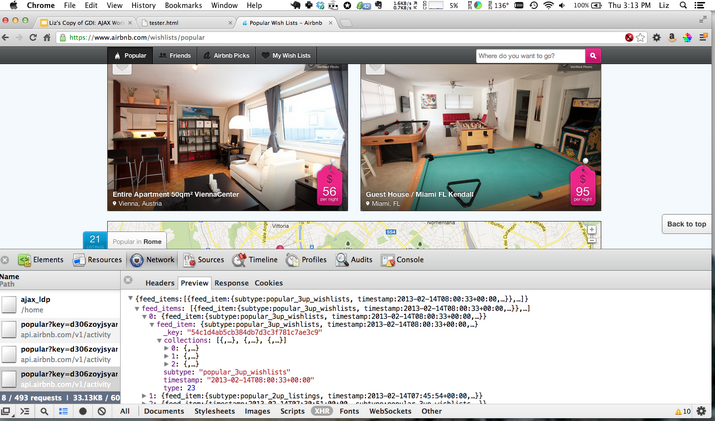 Chrome File Edit View History Bookmarks Window Help
5% 136° 100% Thu 3:13 PM Liz
Liz's Copy of GDI: AJAX Wor
tester.html
Popular Wish Lists – Airbnb
https://www.airbnb.com/wishlists/popular
Popular Friends Airbnb Picks My Wish Lists
Where do you want to go?
Entire Apartment 50qm² ViennaCenter
Vienna, Austria
$
56
per night
Guest House / Miami FL Kendall
Miami, FL
$
95
per night
Back to top
21
Popular in Rome
Vittoria
Nomentana
Elements Resources Network Sources Timeline Profiles Audits Console
Name
Path
Headers Preview Response Cookies
ajax_ldp
/home
popular?key=d306zoyjsyar
api.airbnb.com/v1/activity
popular?key=d306zoyjsyar
api.airbnb.com/v1/activity
popular?key=d306zoyjsyar
api.airbnb.com/v1/activity
{feed_items:[{feed_item:{subtype:popular_3up_wishlists, timestamp:2013-02-14T08:00:33+00:00,…}},…]}
feed_items: [{feed_item:{subtype:popular_3up_wishlists, timestamp:2013-02-14T08:00:33+00:00,…}},…]
0: {feed_item:{subtype:popular_3up_wishlists, timestamp:2013-02-14T08:00:33+00:00,…}}
feed_item: {subtype:popular_3up_wishlists, timestamp:2013-02-14T08:00:33+00:00,…}
_key: "54c1d4ab5cb384db7d3c3f781c7ae3c9"
collections: [{,…}, {,…}, {,…}]
0: {,…}
1: {,…}
2: {,…}
subtype: "popular_3up_wishlists"
timestamp: "2013-02-14T08:00:33+00:00"
type: 23
1: {feed_item:{subtype:popular_2up_listings, timestamp:2013-02-14T07:45:54+00:00,…}}
8 / 493 requests | 33.13KB / 60
All Documents Stylesheets Images Scripts XHR Fonts WebSockets Other
10